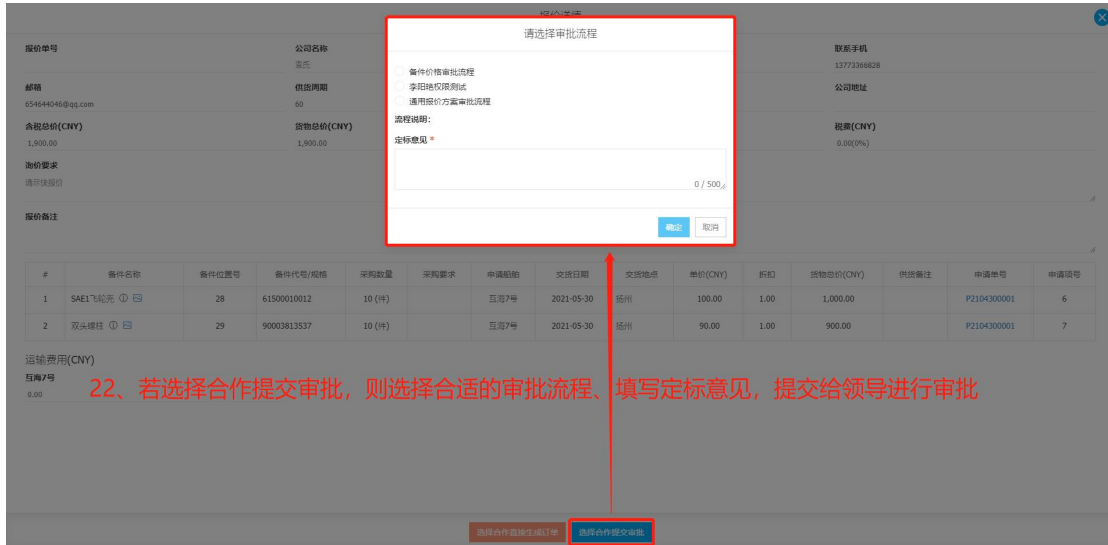 报价详情
请选择审批流程
备件价格审批流程
李阳艳权限测试
通用报价方案审批流程
流程说明：
定标意见 *
0 / 500
确定 取消
报价单号 公司名称 联系手机
袁氏 13773366828
邮箱 供货周期 公司地址
654644046@qq.com 60
含税总价(CNY) 货物总价(CNY) 税费(CNY)
1,900.00 1,900.00 0.00(0%)
询价要求
请尽快报价
报价备注
# 备件名称 备件位置号 备件代号/规格 采购数量 采购要求 申请船舶 交货日期 交货地点 单价(CNY) 折扣 货物总价(CNY) 供货备注 申请单号 申请项号
1 SAE1飞轮壳 28 61500010012 10 (件) 互海7号 2021-05-30 扬州 100.00 1.00 1,000.00 P2104300001 6
2 双头螺柱 29 90003813537 10 (件) 互海7号 2021-05-30 扬州 90.00 1.00 900.00 P2104300001 7
运输费用(CNY)
互海7号
0.00
22、若选择合作提交审批，则选择合适的审批流程、填写定标意见，提交给领导进行审批
选择合作直接生成订单 选择合作提交审批